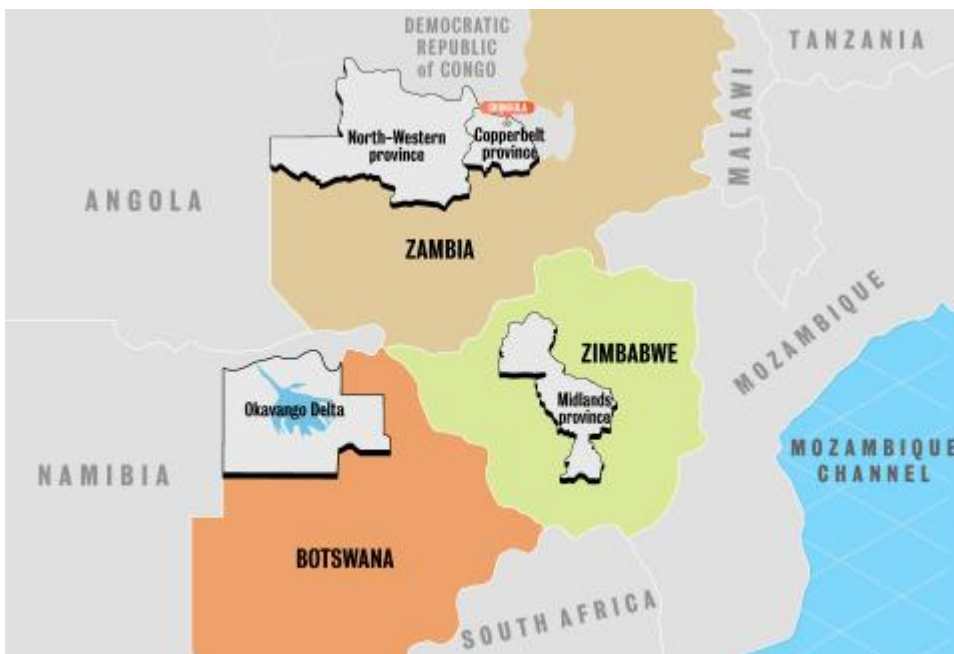 DEMOCRATIC
REPUBLIC
of CONGO
TANZANIA
MALAWI
North-Western
province
Copperbelt
province
ANGOLA
ZAMBIA
MOZAMBIQUE
ZIMBABWE
Okavango Delta
Midlands
province
NAMIBIA
MOZAMBIQUE
CHANNEL
BOTSWANA
SOUTH AFRICA